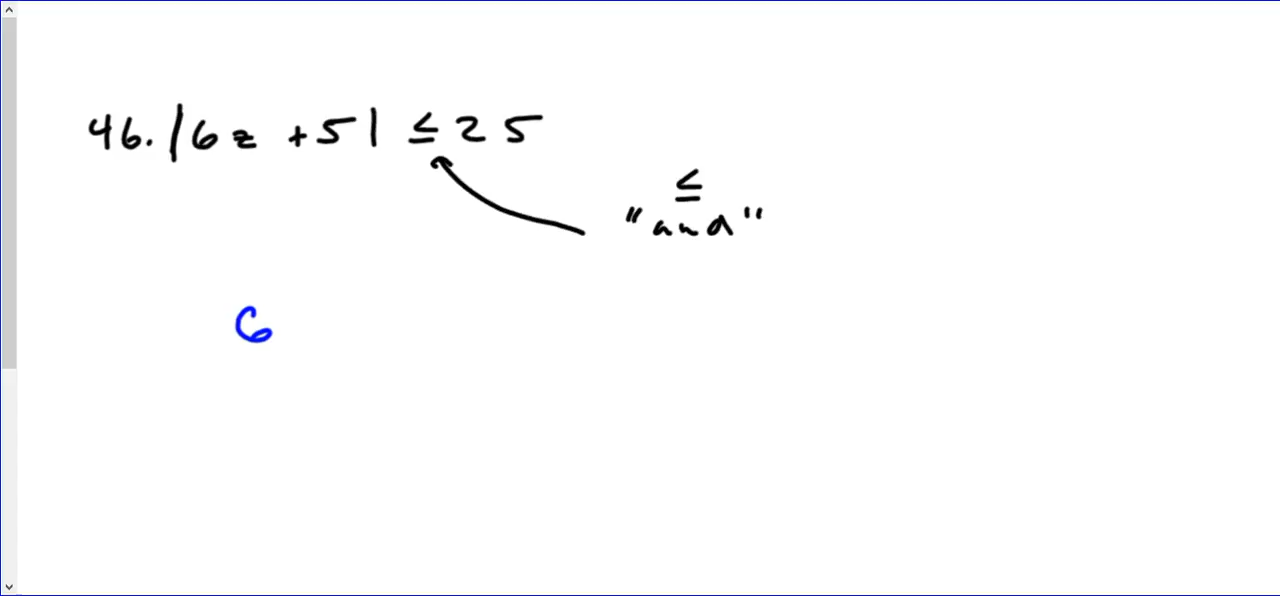 46. |6z +5| ≤ 25
≤
"and"
6